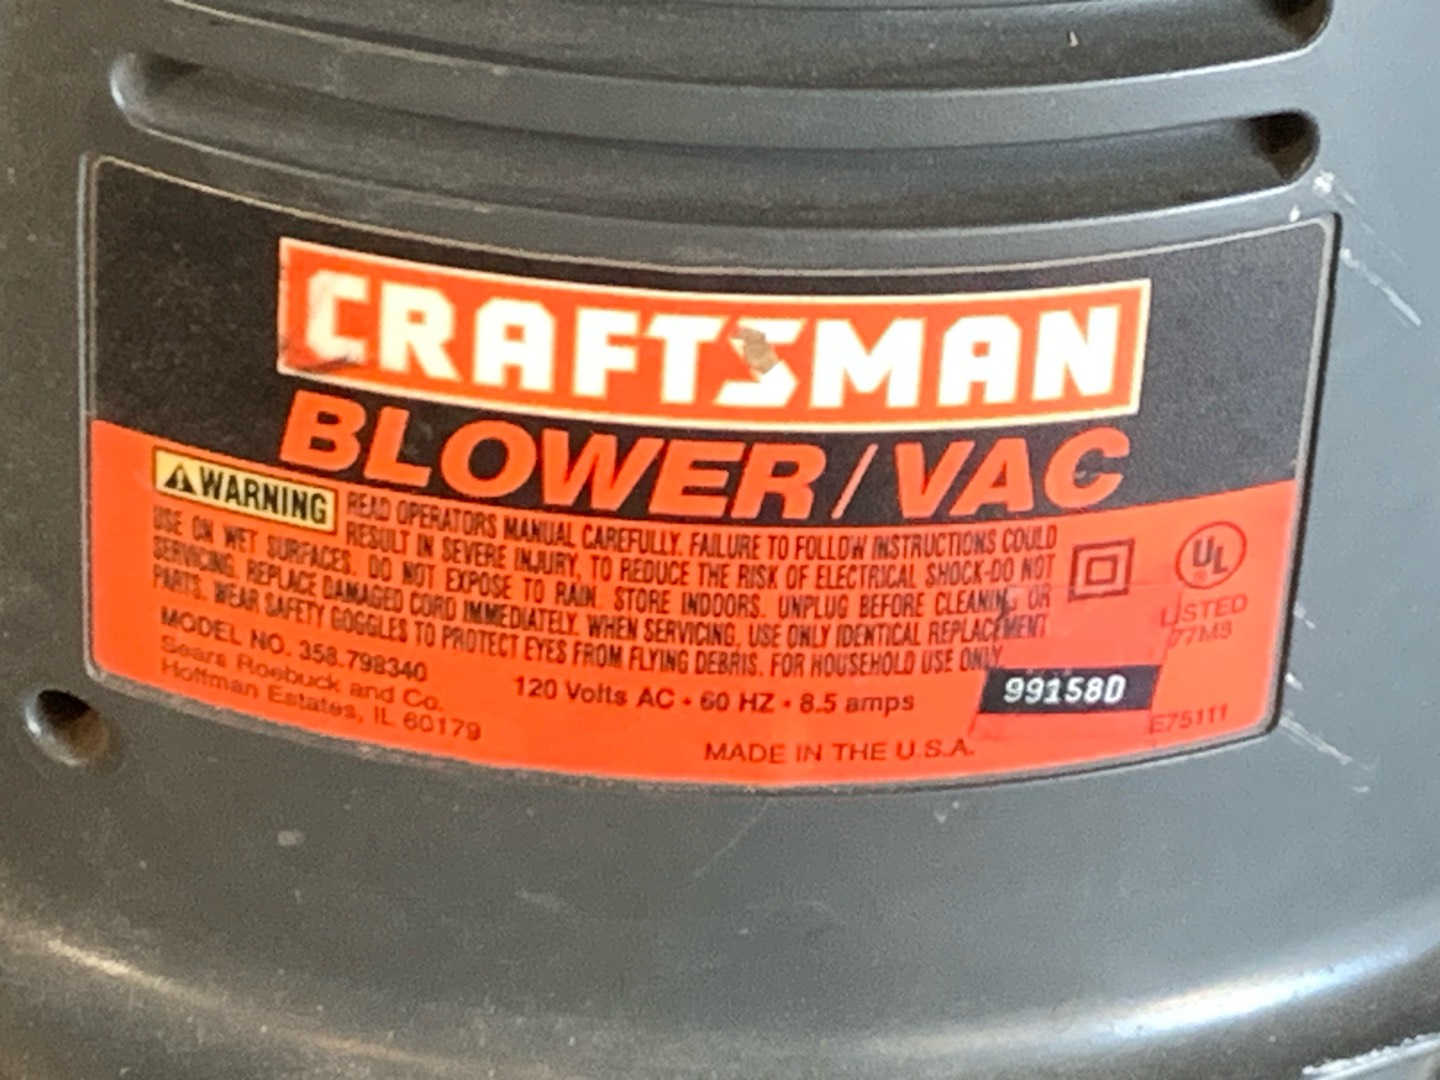 CRAFTSMAN
BLOWER/VAC
WARNING READ OPERATORS MANUAL CAREFULLY. FAILURE TO FOLLOW INSTRUCTIONS COULD
RESULT IN SEVERE INJURY, TO REDUCE THE RISK OF ELECTRICAL SHOCK-DO NOT
USE ON WET SURFACES. DO NOT EXPOSE TO RAIN. STORE INDOORS. UNPLUG BEFORE CLEANING OR
SERVICING. REPLACE DAMAGED CORD IMMEDIATELY. WHEN SERVICING, USE ONLY IDENTICAL REPLACEMENT
PARTS. WEAR SAFETY GOGGLES TO PROTECT EYES FROM FLYING DEBRIS. FOR HOUSEHOLD USE ONLY.
UL
LISTED
77M8
MODEL NO. 358.798340
Sears Roebuck and Co.
Hoffman Estates, IL 60179
120 Volts AC • 60 HZ • 8.5 amps
99158D
E75111
MADE IN THE U.S.A.